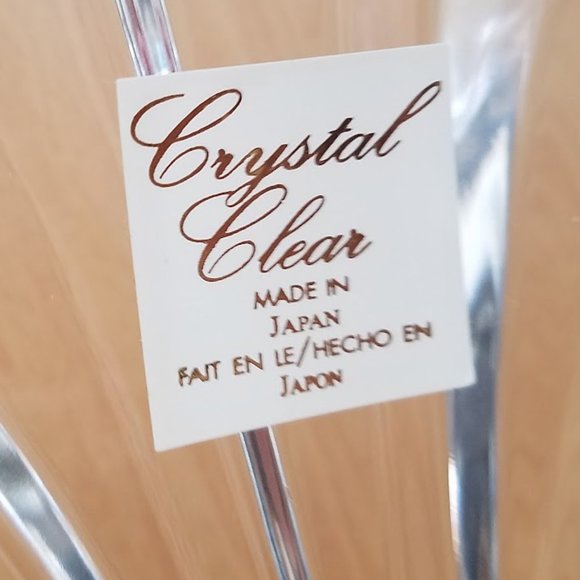 Crystal
Clear
MADE IN
JAPAN
FAIT EN LE/HECHO EN
JAPON